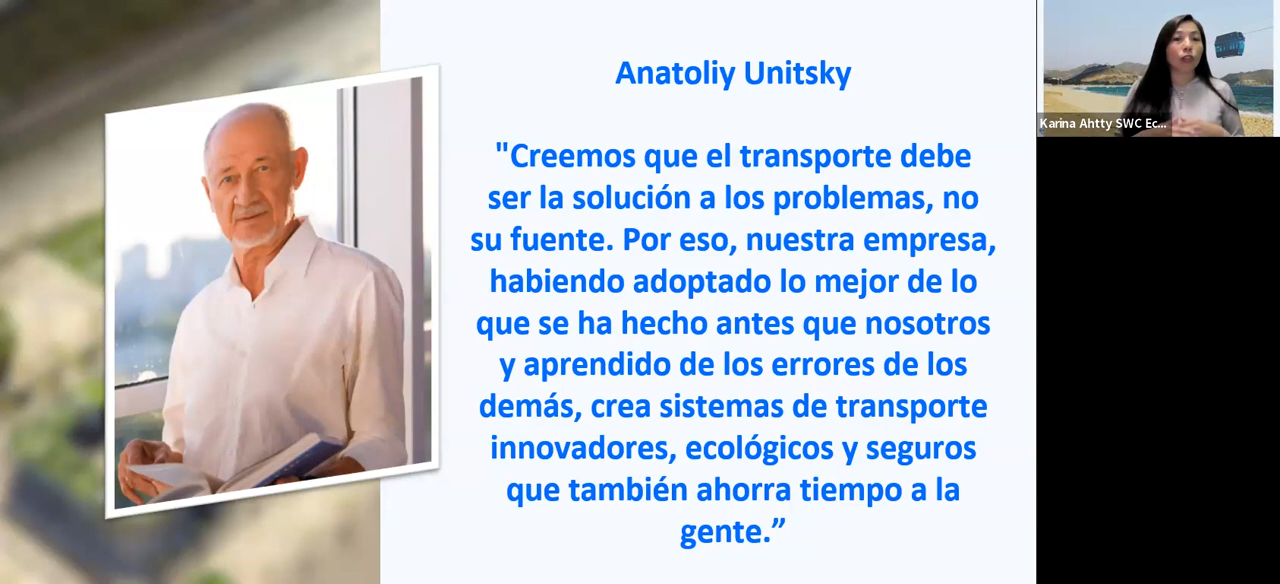 Anatoliy Unitsky
"Creemos que el transporte debe
ser la solución a los problemas, no
su fuente. Por eso, nuestra empresa,
habiendo adoptado lo mejor de lo
que se ha hecho antes que nosotros
y aprendido de los errores de los
demás, crea sistemas de transporte
innovadores, ecológicos y seguros
que también ahorra tiempo a la
gente.”
Karina Ahtty SWC Ec...